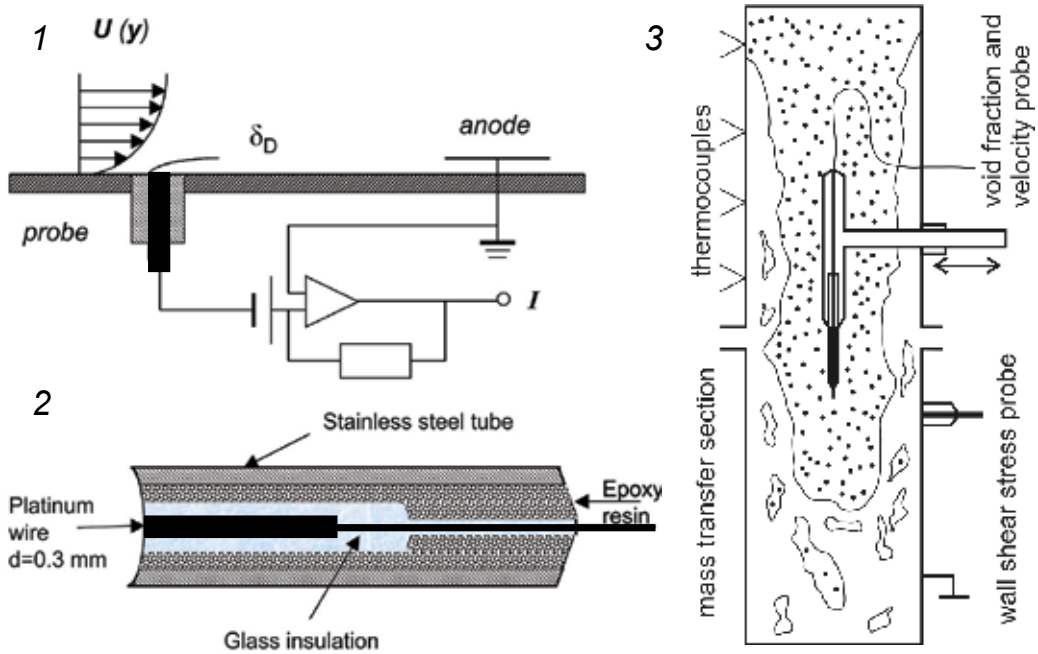 1
U (y)
δD
anode
probe
I
2
Stainless steel tube
Platinum
wire
d=0.3 mm
Epoxy
resin
Glass insulation
3
thermocouples
void fraction and
velocity probe
mass transfer section
wall shear stress probe